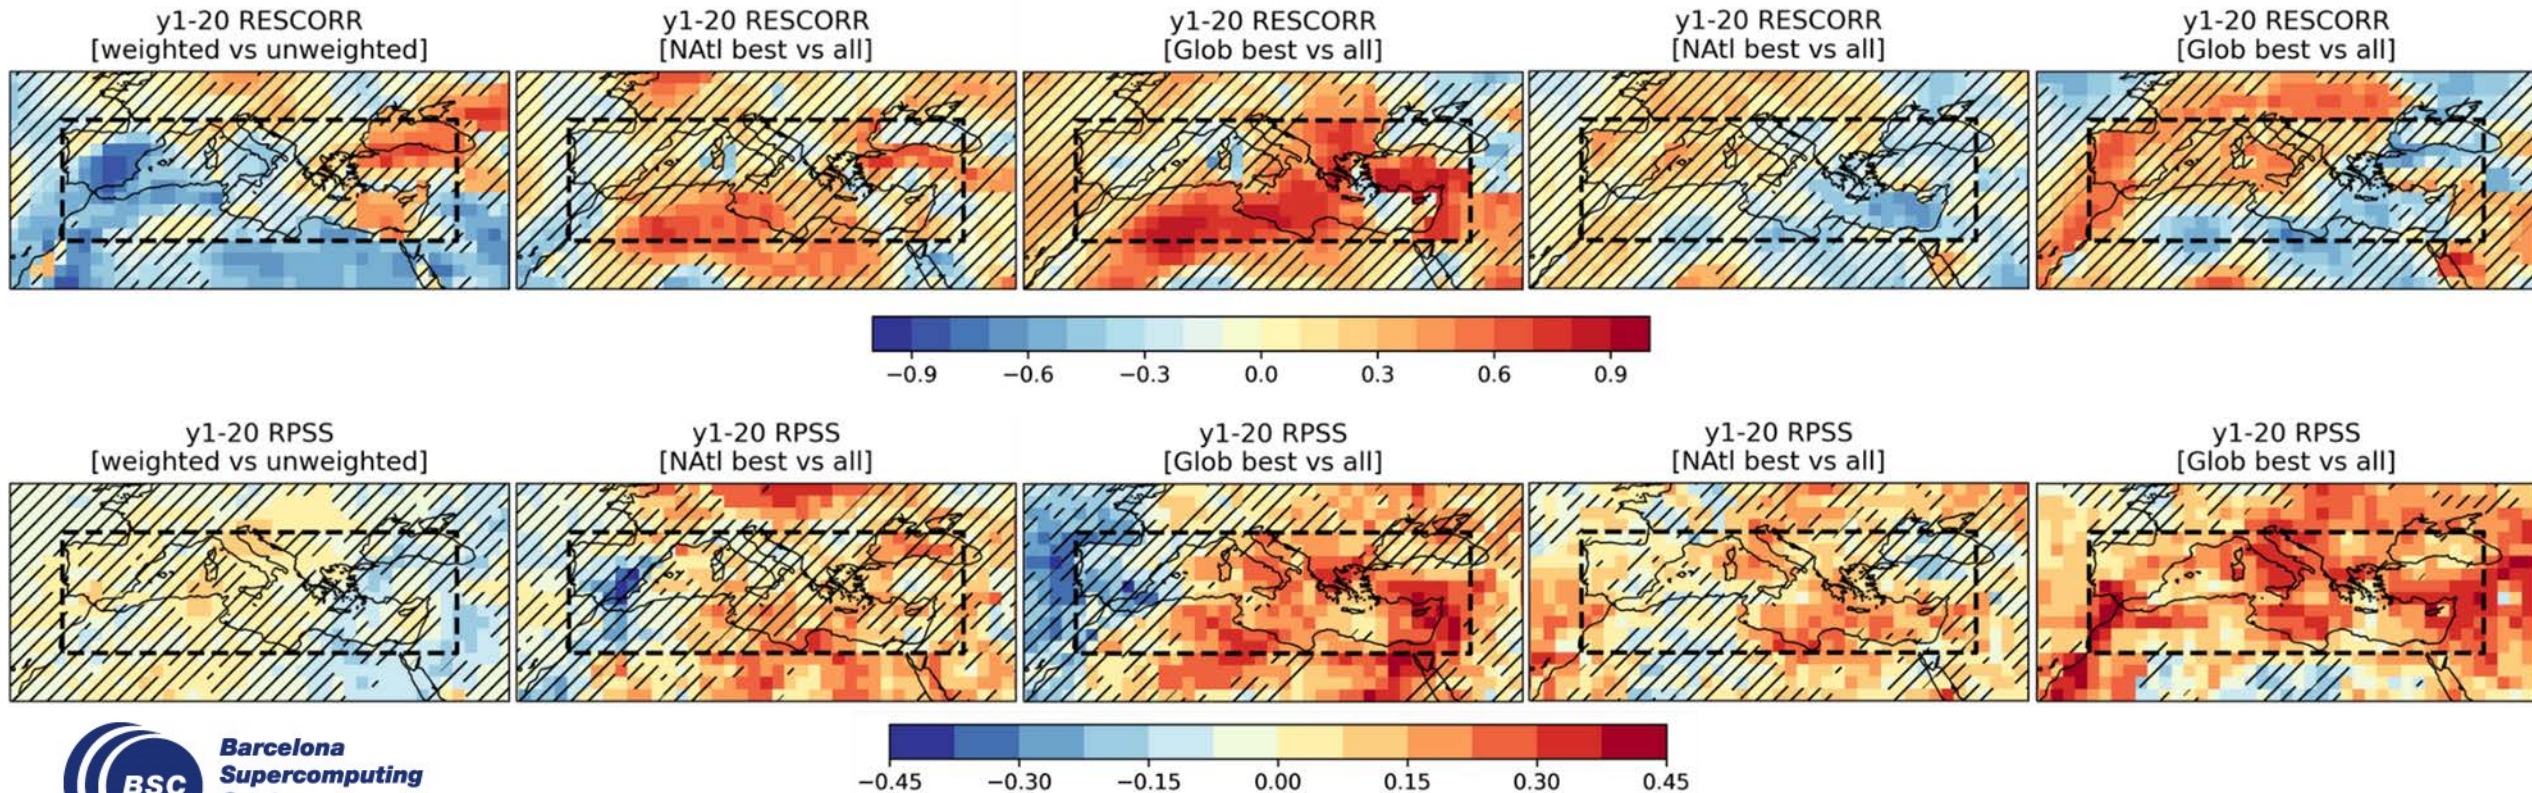 y1-20 RESCORR
[weighted vs unweighted]
y1-20 RESCORR
[NAtl best vs all]
y1-20 RESCORR
[Glob best vs all]
y1-20 RESCORR
[NAtl best vs all]
y1-20 RESCORR
[Glob best vs all]
−0.9 −0.6 −0.3 0.0 0.3 0.6 0.9
y1-20 RPSS
[weighted vs unweighted]
y1-20 RPSS
[NAtl best vs all]
y1-20 RPSS
[Glob best vs all]
y1-20 RPSS
[NAtl best vs all]
y1-20 RPSS
[Glob best vs all]
−0.45 −0.30 −0.15 0.00 0.15 0.30 0.45
BSC
Barcelona
Supercomputing